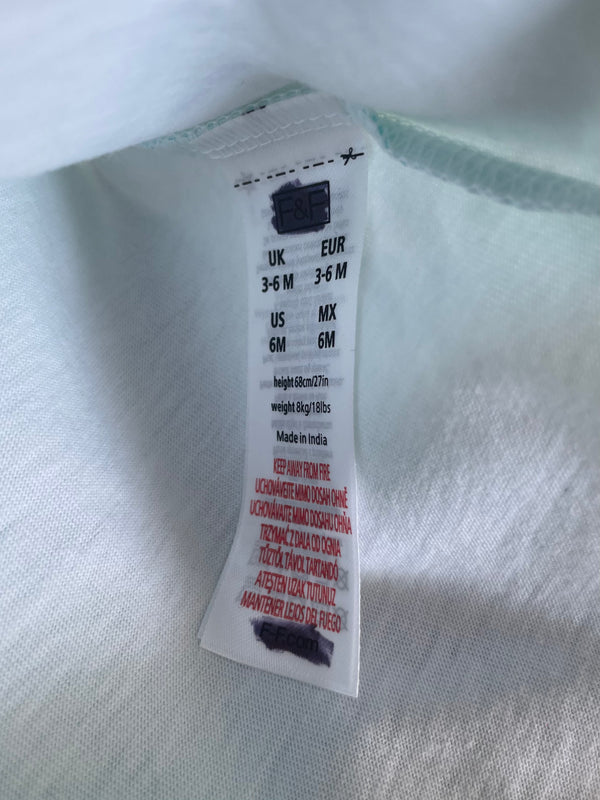 F&F
UK EUR
3-6 M 3-6 M
US MX
6M 6M
height 68cm/27in
weight 8kg/18lbs
Made in India
KEEP AWAY FROM FIRE
UCHOVÁVEJTE MIMO DOSAH OHNĚ
UCHOVÁVAJTE MIMO DOSAHU OHŇA
TRZYMAĆ Z DALA OD OGNIA
TŰZTŐL TÁVOL TARTANDÓ
ATEŞTEN UZAK TUTUNUZ
MANTENER LEJOS DEL FUEGO
F-F.com